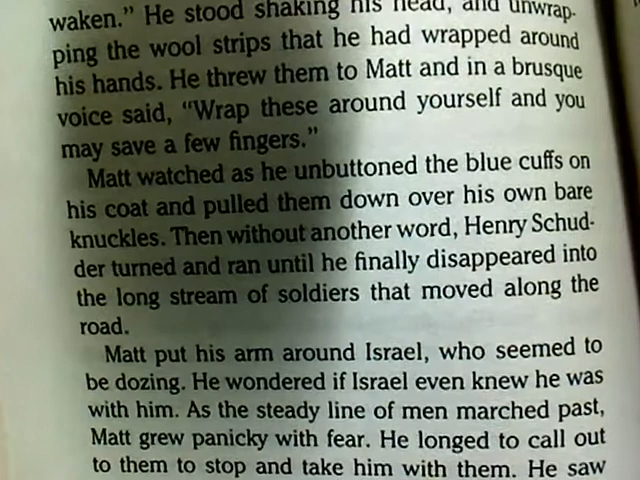 waken.” He stood shaking his head, and unwrap-
ping the wool strips that he had wrapped around
his hands. He threw them to Matt and in a brusque
voice said, “Wrap these around yourself and you
may save a few fingers.”
Matt watched as he unbuttoned the blue cuffs on
his coat and pulled them down over his own bare
knuckles. Then without another word, Henry Schud-
der turned and ran until he finally disappeared into
the long stream of soldiers that moved along the
road.
Matt put his arm around Israel, who seemed to
be dozing. He wondered if Israel even knew he was
with him. As the steady line of men marched past,
Matt grew panicky with fear. He longed to call out
to them to stop and take him with them. He saw